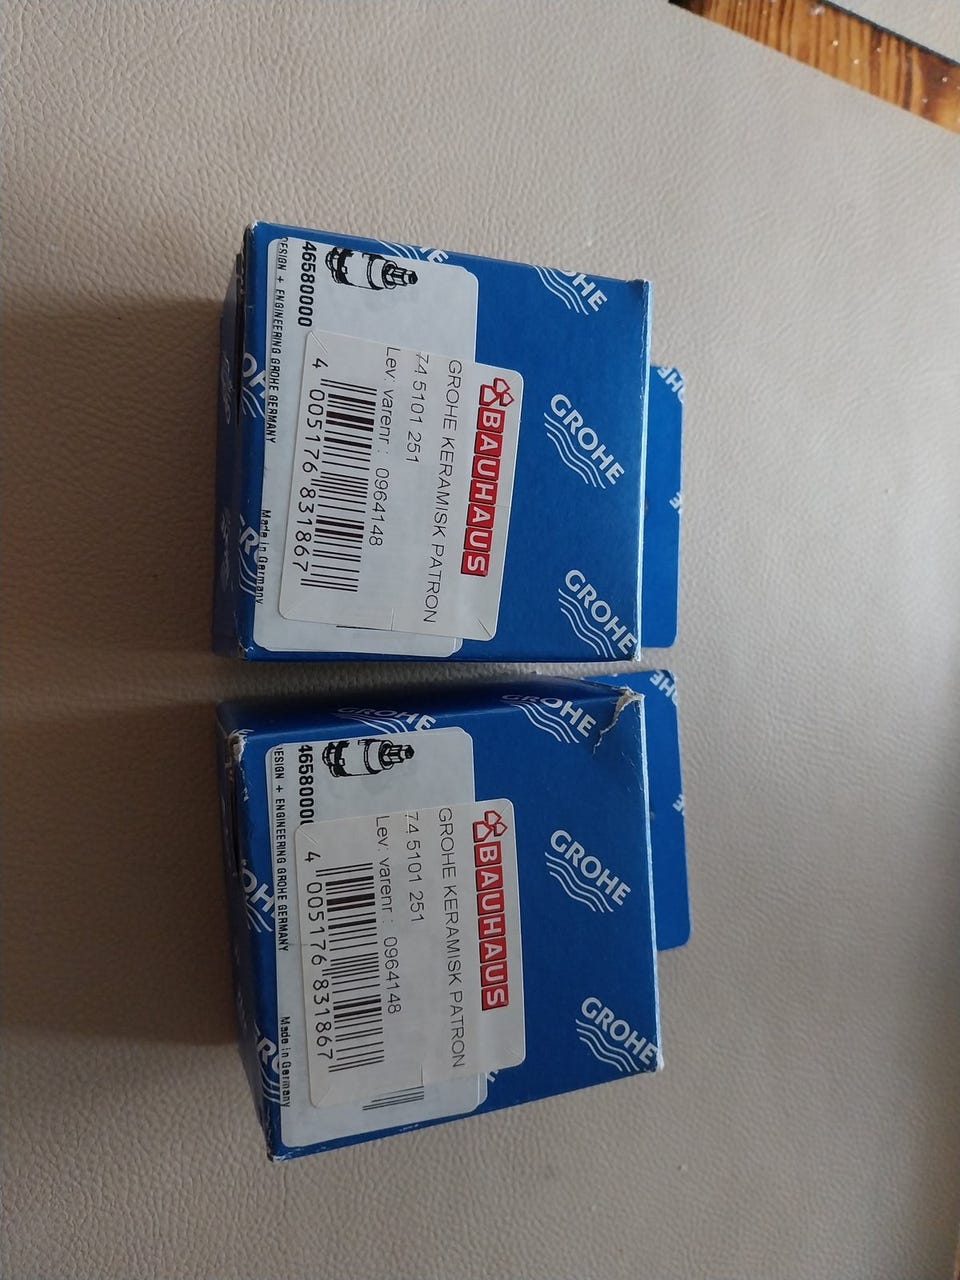 46580000
DESIGN + ENGINEERING GROHE GERMANY
Made in Germany
BAUHAUS
GROHE KERAMISK PATRON
74 5101 251
Lev. varenr.: 0964148
4 005176 831867
GROHE
GROHE
GROHE
4658000
DESIGN + ENGINEERING GROHE GERMANY
Made in Germany
BAUHAUS
GROHE KERAMISK PATRON
74 5101 251
Lev. varenr.: 0964148
4 005176 831867
GROHE
GROHE
GROHE